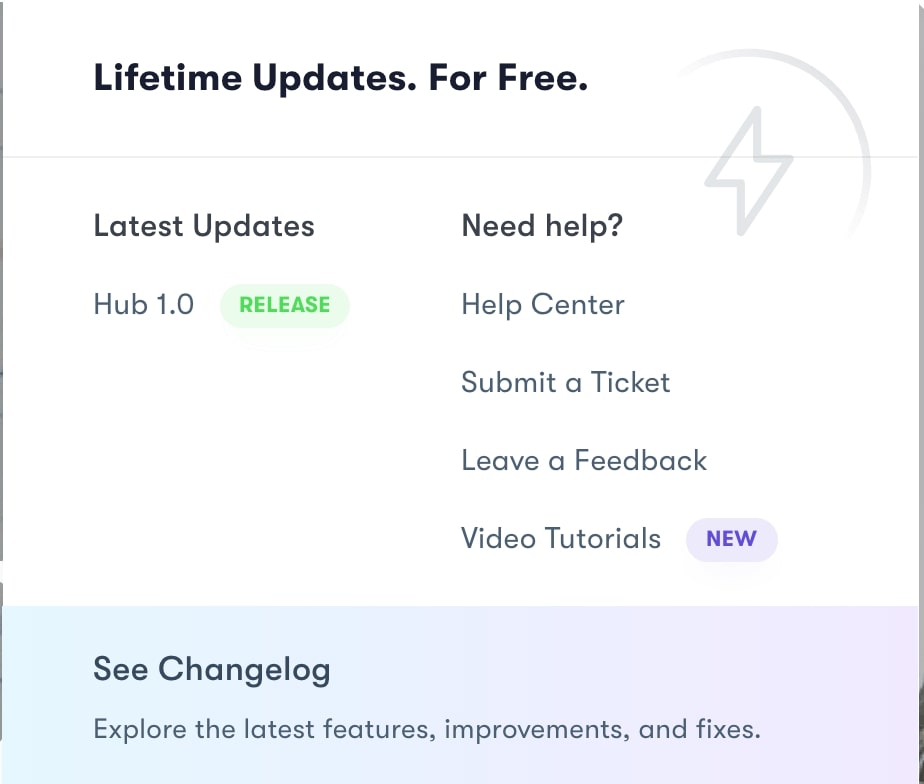 Lifetime Updates. For Free.
Latest Updates
Hub 1.0 RELEASE
Need help?
Help Center
Submit a Ticket
Leave a Feedback
Video Tutorials NEW
See Changelog
Explore the latest features, improvements, and fixes.